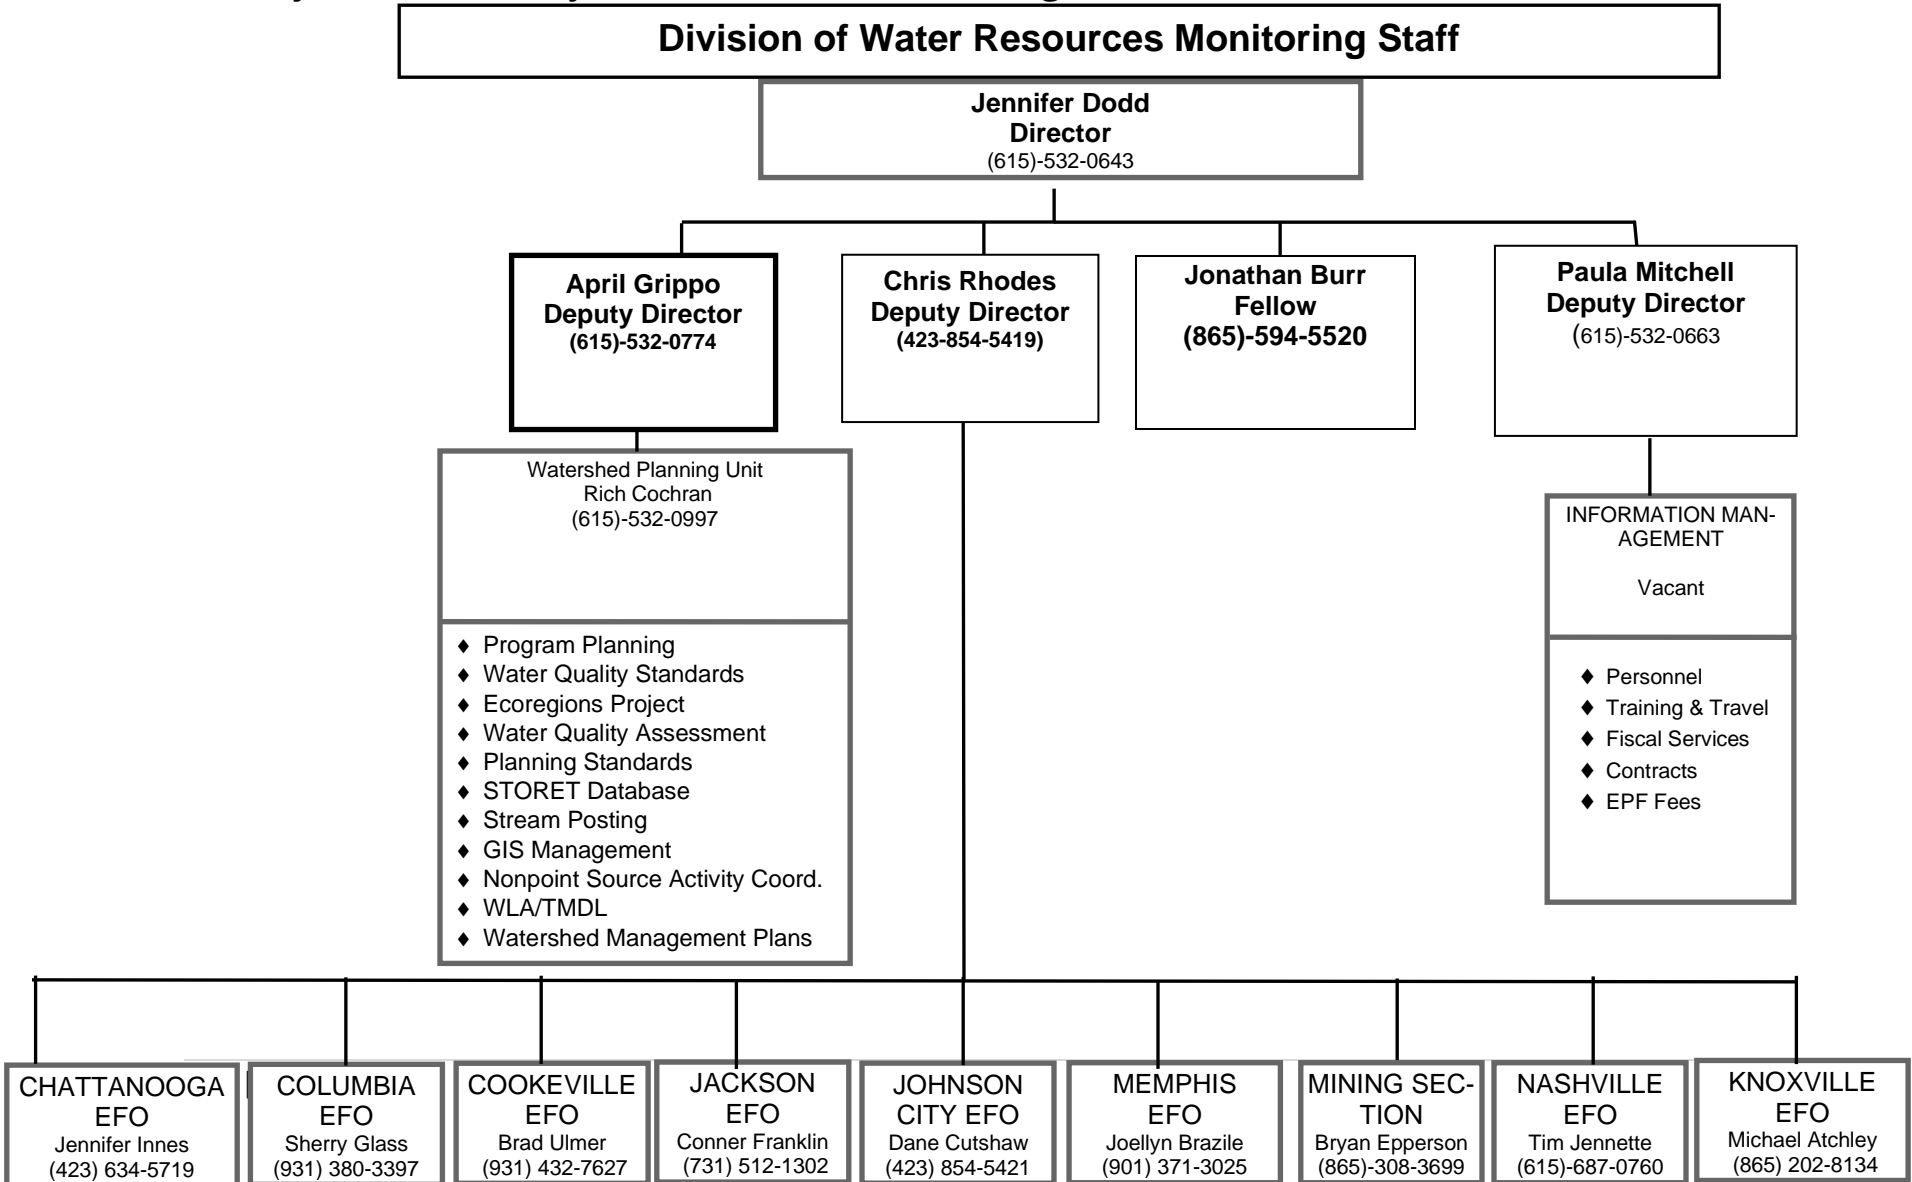 Division of Water Resources Monitoring Staff
Jennifer Dodd
Director
(615)-532-0643
April Grippo
Deputy Director
(615)-532-0774
Chris Rhodes
Deputy Director
(423-854-5419)
Jonathan Burr
Fellow
(865)-594-5520
Paula Mitchell
Deputy Director
(615)-532-0663
Watershed Planning Unit
Rich Cochran
(615)-532-0997
♦ Program Planning
♦ Water Quality Standards
♦ Ecoregions Project
♦ Water Quality Assessment
♦ Planning Standards
♦ STORET Database
♦ Stream Posting
♦ GIS Management
♦ Nonpoint Source Activity Coord.
♦ WLA/TMDL
♦ Watershed Management Plans
INFORMATION MAN-
AGEMENT
Vacant
♦ Personnel
♦ Training & Travel
♦ Fiscal Services
♦ Contracts
♦ EPF Fees
CHATTANOOGA
EFO
Jennifer Innes
(423) 634-5719
COLUMBIA
EFO
Sherry Glass
(931) 380-3397
COOKEVILLE
EFO
Brad Ulmer
(931) 432-7627
JACKSON
EFO
Conner Franklin
(731) 512-1302
JOHNSON
CITY EFO
Dane Cutshaw
(423) 854-5421
MEMPHIS
EFO
Joellyn Brazile
(901) 371-3025
MINING SEC-
TION
Bryan Epperson
(865)-308-3699
NASHVILLE
EFO
Tim Jennette
(615)-687-0760
KNOXVILLE
EFO
Michael Atchley
(865) 202-8134